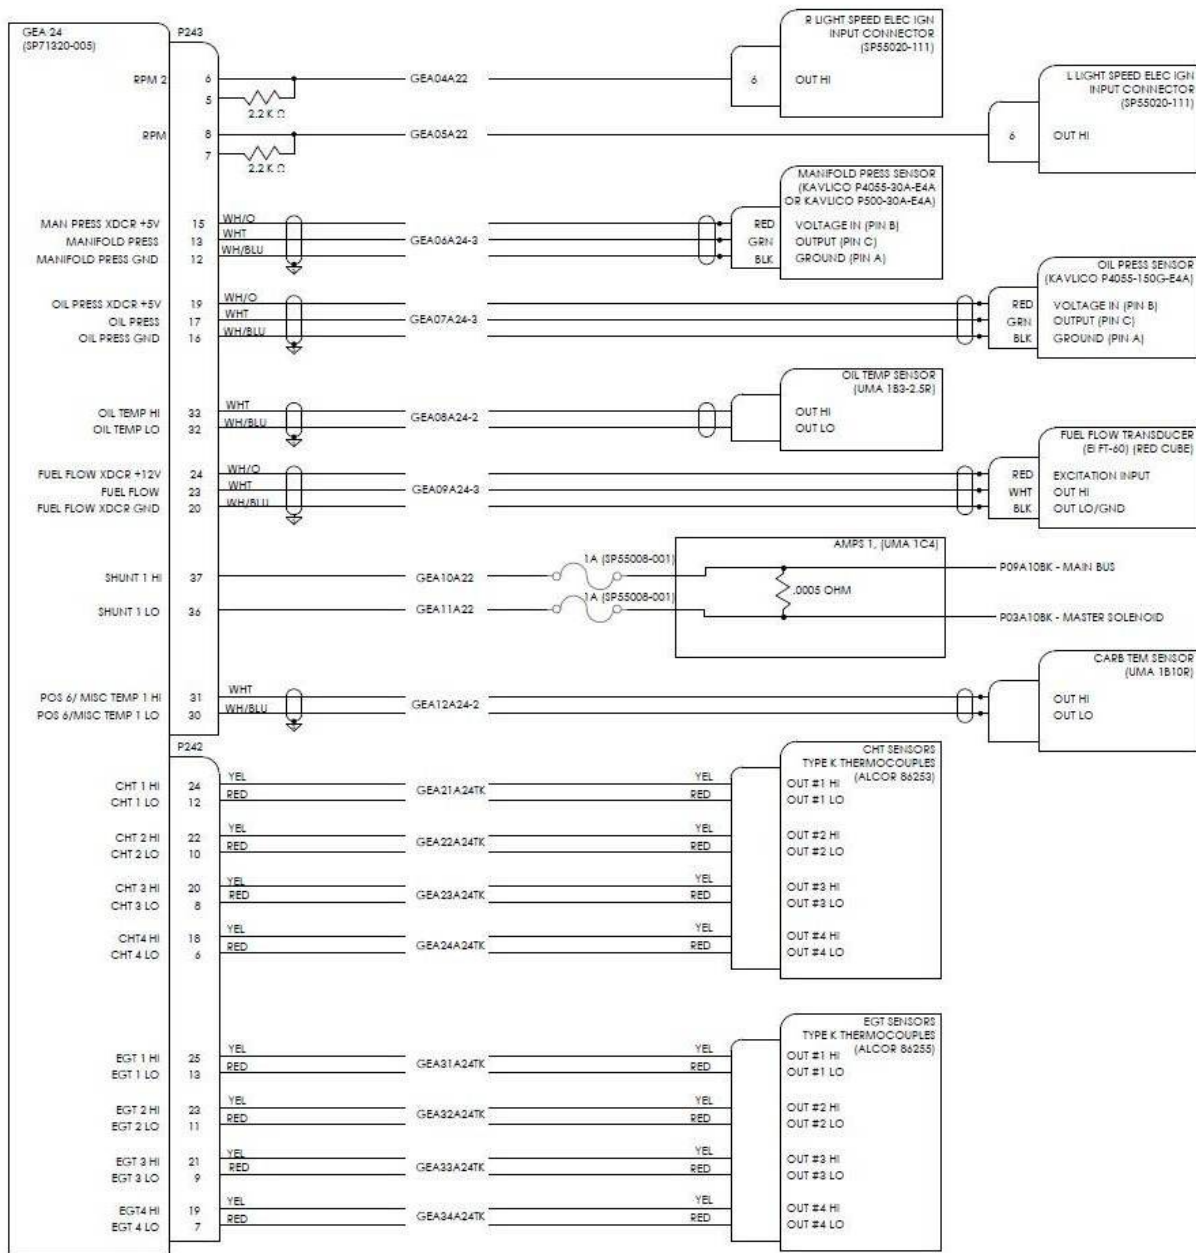 GEA 24
(SP71320-005)
P243
R LIGHT SPEED ELEC IGN
INPUT CONNECTOR
(SP55020-111)
RPM 2
6
GEA04A22
6
OUT HI
5
2.2 K Ω
L LIGHT SPEED ELEC IGN
INPUT CONNECTOR
(SP55020-111)
RPM
8
GEA05A22
6
OUT HI
7
2.2 K Ω
MANIFOLD PRESS SENSOR
(KAVLICO P4055-30A-E4A
OR KAVLICO P500-30A-E4A)
MAN PRESS XDCR +5V
15
WH/O
RED
VOLTAGE IN (PIN B)
MANIFOLD PRESS
13
WHT
GEA06A24-3
GRN
OUTPUT (PIN C)
MANIFOLD PRESS GND
12
WH/BLU
BLK
GROUND (PIN A)
OIL PRESS SENSOR
(KAVLICO P4055-150G-E4A)
OIL PRESS XDCR +5V
19
WH/O
RED
VOLTAGE IN (PIN B)
OIL PRESS
17
WHT
GEA07A24-3
GRN
OUTPUT (PIN C)
OIL PRESS GND
16
WH/BLU
BLK
GROUND (PIN A)
OIL TEMP SENSOR
(UMA 1B3-2.5R)
OIL TEMP HI
33
WHT
GEA08A24-2
OUT HI
OIL TEMP LO
32
WH/BLU
OUT LO
FUEL FLOW TRANSDUCER
(EI FT-60) (RED CUBE)
FUEL FLOW XDCR +12V
24
WH/O
RED
EXCITATION INPUT
FUEL FLOW
23
WHT
GEA09A24-3
WHT
OUT HI
FUEL FLOW XDCR GND
20
WH/BLU
BLK
OUT LO/GND
AMPS 1, (UMA 1C4)
1A (SP55008-001)
SHUNT 1 HI
37
GEA10A22
P09A10BK - MAIN BUS
.0005 OHM
1A (SP55008-001)
SHUNT 1 LO
36
GEA11A22
P03A10BK - MASTER SOLENOID
CARB TEM SENSOR
(UMA 1B10R)
POS 6/ MISC TEMP 1 HI
31
WHT
GEA12A24-2
OUT HI
POS 6/MISC TEMP 1 LO
30
WH/BLU
OUT LO
P242
CHT SENSORS
TYPE K THERMOCOUPLES
(ALCOR 86253)
CHT 1 HI
24
YEL
GEA21A24TK
YEL
OUT #1 HI
CHT 1 LO
12
RED
RED
OUT #1 LO
CHT 2 HI
22
YEL
GEA22A24TK
YEL
OUT #2 HI
CHT 2 LO
10
RED
RED
OUT #2 LO
CHT 3 HI
20
YEL
GEA23A24TK
YEL
OUT #3 HI
CHT 3 LO
8
RED
RED
OUT #3 LO
CHT4 HI
18
YEL
GEA24A24TK
YEL
OUT #4 HI
CHT 4 LO
6
RED
RED
OUT #4 LO
EGT SENSORS
TYPE K THERMOCOUPLES
(ALCOR 86255)
EGT 1 HI
25
YEL
GEA31A24TK
YEL
OUT #1 HI
EGT 1 LO
13
RED
RED
OUT #1 LO
EGT 2 HI
23
YEL
GEA32A24TK
YEL
OUT #2 HI
EGT 2 LO
11
RED
RED
OUT #2 LO
EGT 3 HI
21
YEL
GEA33A24TK
YEL
OUT #3 HI
EGT 3 LO
9
RED
RED
OUT #3 LO
EGT4 HI
19
YEL
GEA34A24TK
YEL
OUT #4 HI
EGT 4 LO
7
RED
RED
OUT #4 LO